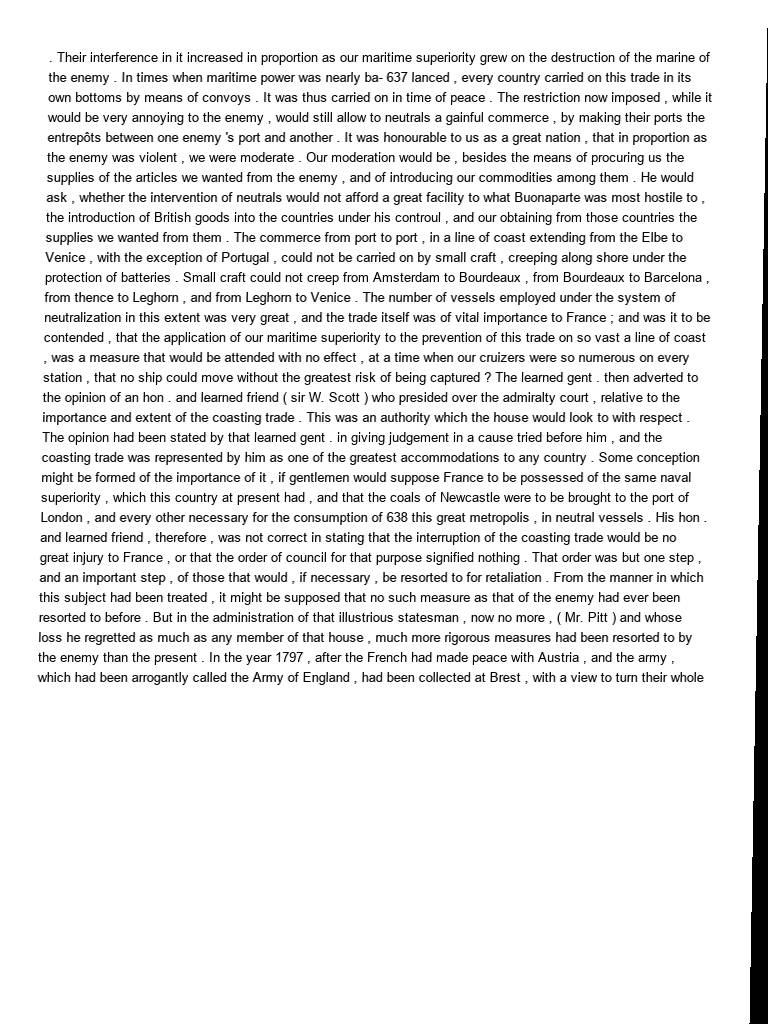 . Their interference in it increased in proportion as our maritime superiority grew on the destruction of the marine of
the enemy . In times when maritime power was nearly ba- 637 lanced , every country carried on this trade in its
own bottoms by means of convoys . It was thus carried on in time of peace . The restriction now imposed , while it
would be very annoying to the enemy , would still allow to neutrals a gainful commerce , by making their ports the
entrepôts between one enemy 's port and another . It was honourable to us as a great nation , that in proportion as
the enemy was violent , we were moderate . Our moderation would be , besides the means of procuring us the
supplies of the articles we wanted from the enemy , and of introducing our commodities among them . He would
ask , whether the intervention of neutrals would not afford a great facility to what Buonaparte was most hostile to ,
the introduction of British goods into the countries under his controul , and our obtaining from those countries the
supplies we wanted from them . The commerce from port to port , in a line of coast extending from the Elbe to
Venice , with the exception of Portugal , could not be carried on by small craft , creeping along shore under the
protection of batteries . Small craft could not creep from Amsterdam to Bourdeaux , from Bourdeaux to Barcelona ,
from thence to Leghorn , and from Leghorn to Venice . The number of vessels employed under the system of
neutralization in this extent was very great , and the trade itself was of vital importance to France ; and was it to be
contended , that the application of our maritime superiority to the prevention of this trade on so vast a line of coast
, was a measure that would be attended with no effect , at a time when our cruizers were so numerous on every
station , that no ship could move without the greatest risk of being captured ? The learned gent . then adverted to
the opinion of an hon . and learned friend ( sir W. Scott ) who presided over the admiralty court , relative to the
importance and extent of the coasting trade . This was an authority which the house would look to with respect .
The opinion had been stated by that learned gent . in giving judgement in a cause tried before him , and the
coasting trade was represented by him as one of the greatest accommodations to any country . Some conception
might be formed of the importance of it , if gentlemen would suppose France to be possessed of the same naval
superiority , which this country at present had , and that the coals of Newcastle were to be brought to the port of
London , and every other necessary for the consumption of 638 this great metropolis , in neutral vessels . His hon .
and learned friend , therefore , was not correct in stating that the interruption of the coasting trade would be no
great injury to France , or that the order of council for that purpose signified nothing . That order was but one step ,
and an important step , of those that would , if necessary , be resorted to for retaliation . From the manner in which
this subject had been treated , it might be supposed that no such measure as that of the enemy had ever been
resorted to before . But in the administration of that illustrious statesman , now no more , ( Mr. Pitt ) and whose
loss he regretted as much as any member of that house , much more rigorous measures had been resorted to by
the enemy than the present . In the year 1797 , after the French had made peace with Austria , and the army ,
which had been arrogantly called the Army of England , had been collected at Brest , with a view to turn their whole